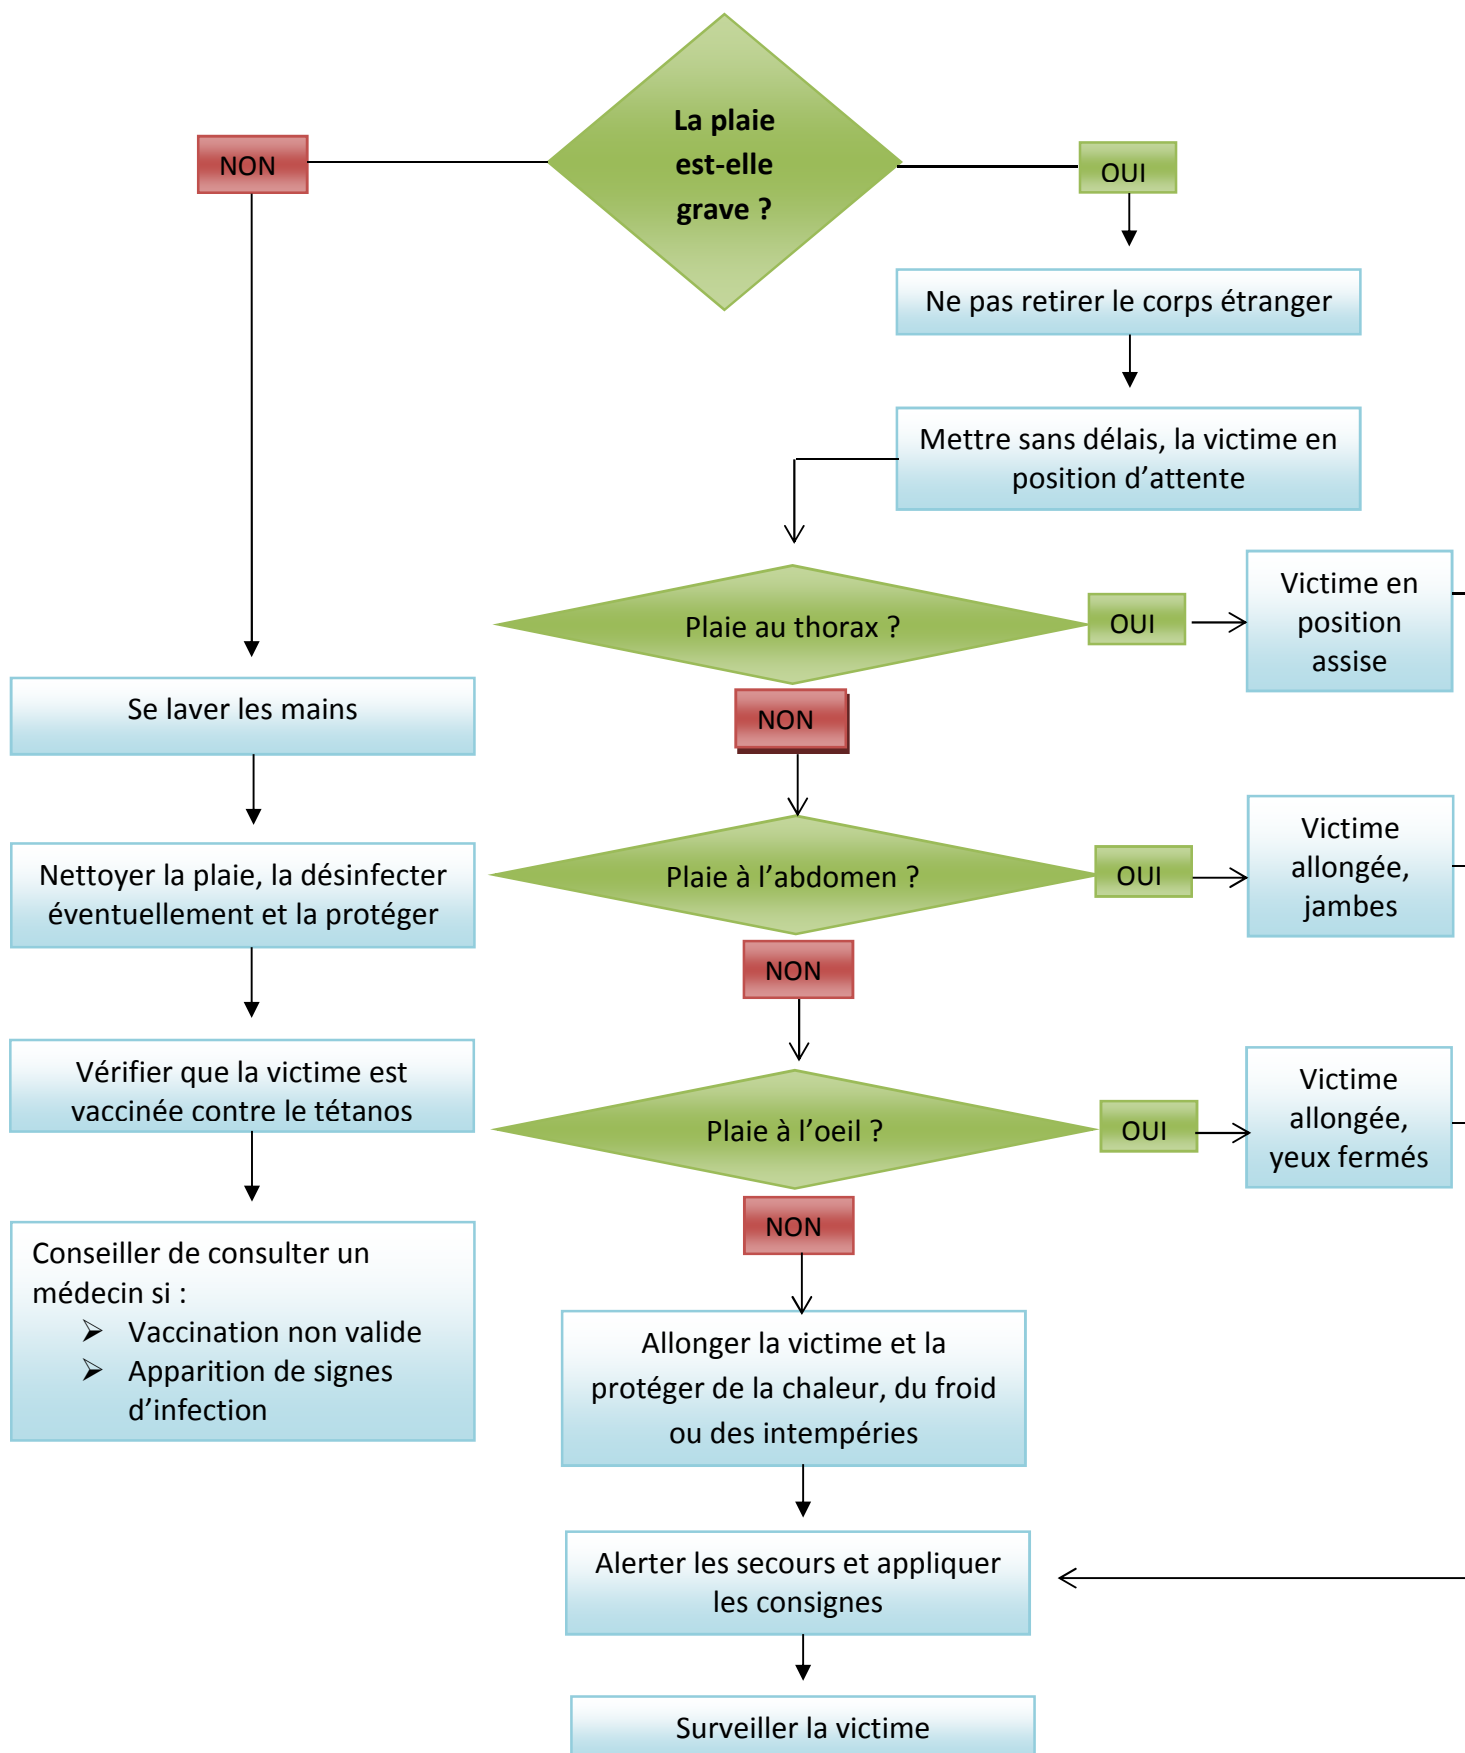 La plaie
est-elle
grave ?
NON
OUI
Ne pas retirer le corps étranger
Mettre sans délais, la victime en
position d’attente
Plaie au thorax ?
OUI
Victime en
position
assise
NON
Se laver les mains
Plaie à l’abdomen ?
OUI
Victime
allongée,
jambes
NON
Nettoyer la plaie, la désinfecter
éventuellement et la protéger
Vérifier que la victime est
vaccinée contre le tétanos
Plaie à l’oeil ?
OUI
Victime
allongée,
yeux fermés
NON
Conseiller de consulter un
médecin si :
➢ Vaccination non valide
➢ Apparition de signes
d’infection
Allonger la victime et la
protéger de la chaleur, du froid
ou des intempéries
Alerter les secours et appliquer
les consignes
Surveiller la victime